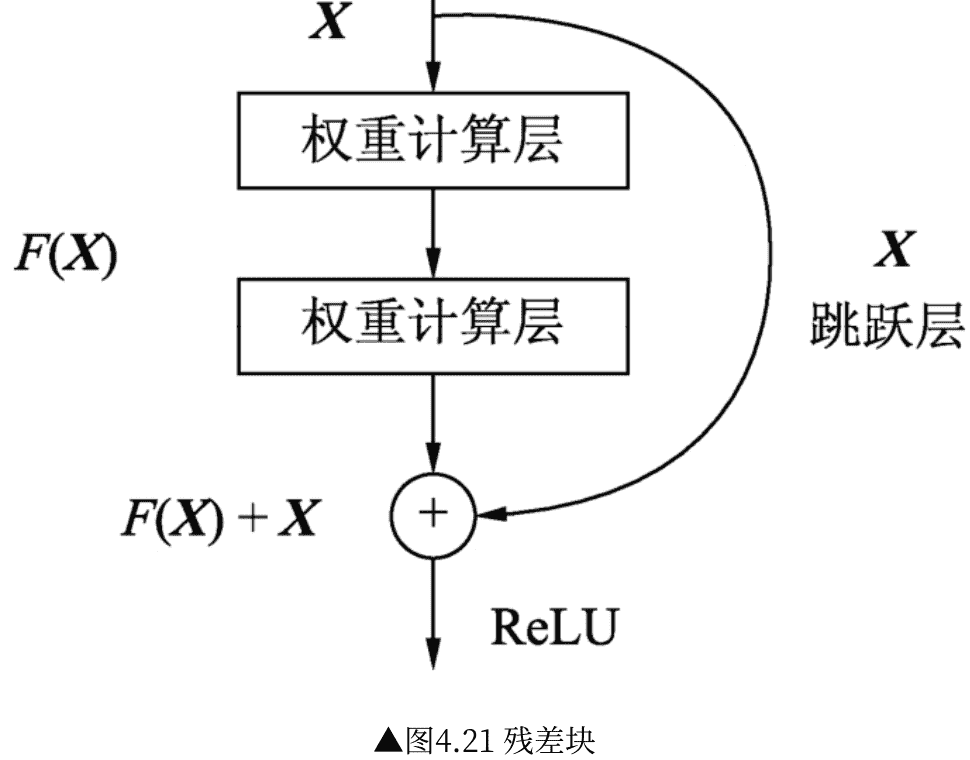 X
权重计算层
F(X)
X
权重计算层
跳跃层
F(X) + X
+
ReLU
▲图4.21 残差块